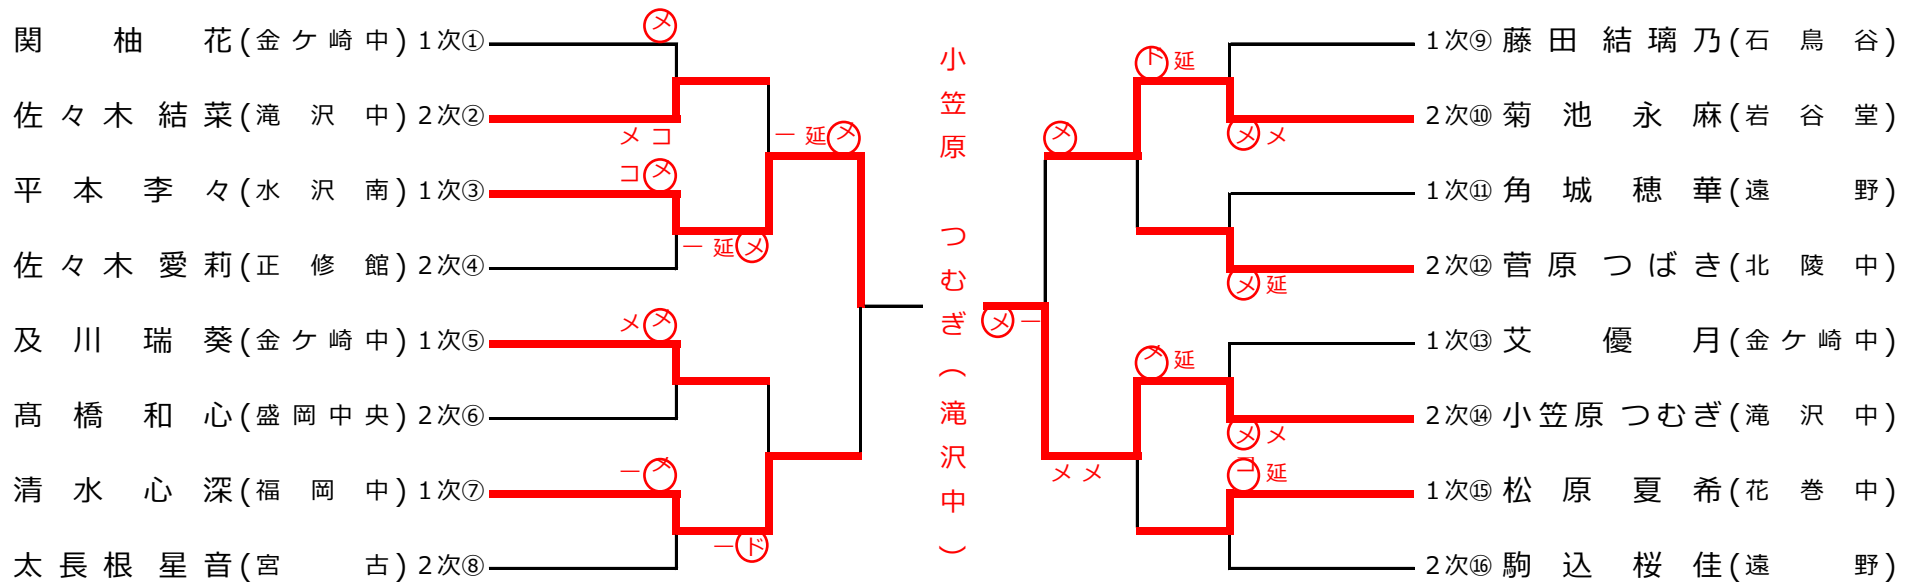 関柚花(金ケ崎中) 1次①
佐々木結菜(滝沢中) 2次②
平本李々(水沢南) 1次③
佐々木愛莉(正修館) 2次④
及川瑞葵(金ケ崎中) 1次⑤
髙橋和心(盛岡中央) 2次⑥
清水心深(福岡中) 1次⑦
太長根星音(宮古) 2次⑧
メ
メコ
コメ
一延メ
一延メ
メメ
一メ
一ド
小笠原 つむぎ(滝沢中)
メ一
メ
ド延
メメ
メ延
メ延
メメ
メメ
コ延
1次⑨ 藤田結璃乃(石鳥谷)
2次⑩ 菊池永麻(岩谷堂)
1次⑪ 角城穂華(遠野)
2次⑫ 菅原つばき(北陵中)
1次⑬ 艾優月(金ケ崎中)
2次⑭ 小笠原つむぎ(滝沢中)
1次⑮ 松原夏希(花巻中)
2次⑯ 駒込桜佳(遠野)